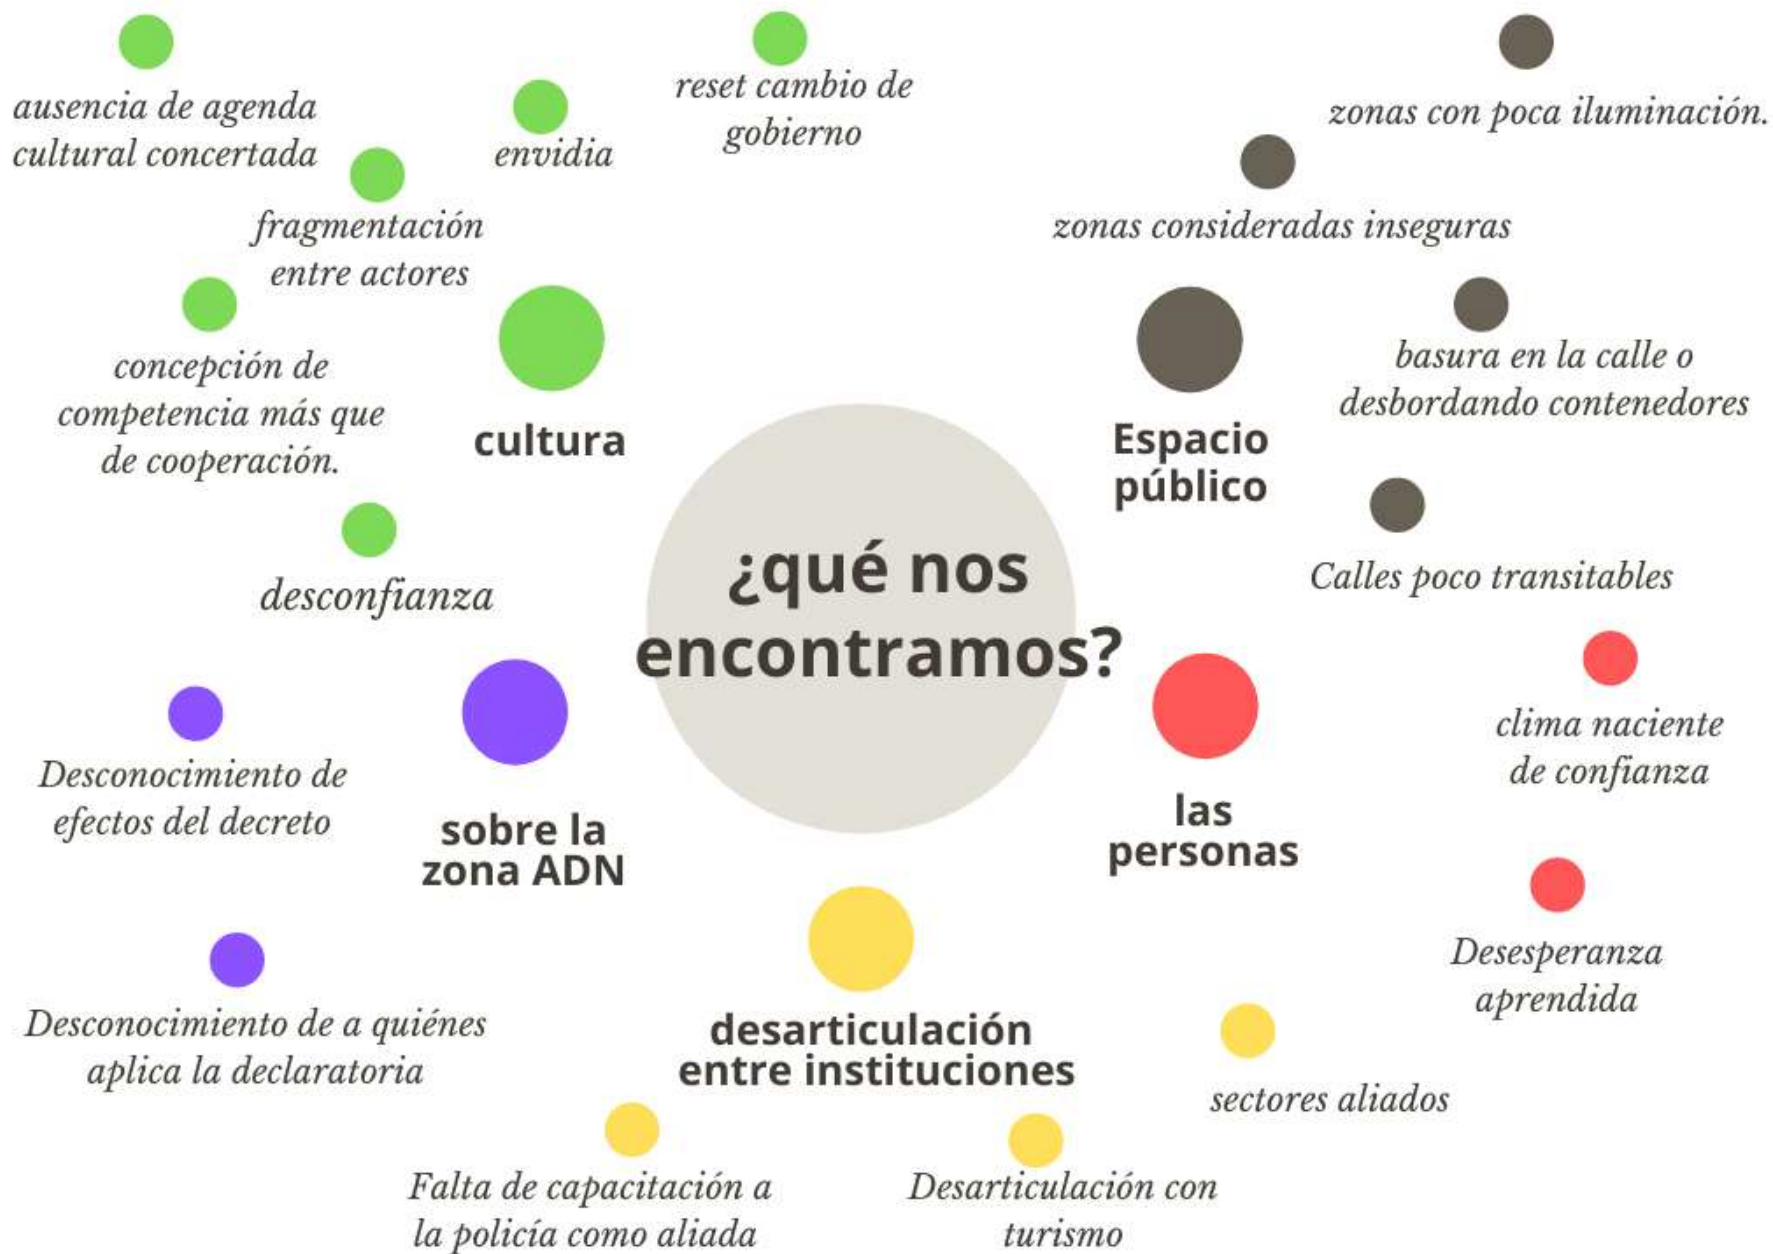 ausencia de agenda
cultural concertada
envidia
reset cambio de
gobierno
fragmentación
entre actores
concepción de
competencia más que
de cooperación.
cultura
desconfianza
zonas con poca iluminación.
zonas consideradas inseguras
basura en la calle o
desbordando contenedores
Espacio
público
Calles poco transitables
¿qué nos
encontramos?
Desconocimiento de
efectos del decreto
sobre la
zona ADN
Desconocimiento de a quiénes
aplica la declaratoria
clima naciente
de confianza
las
personas
Desesperanza
aprendida
desarticulación
entre instituciones
sectores aliados
Falta de capacitación a
la policía como aliada
Desarticulación con
turismo